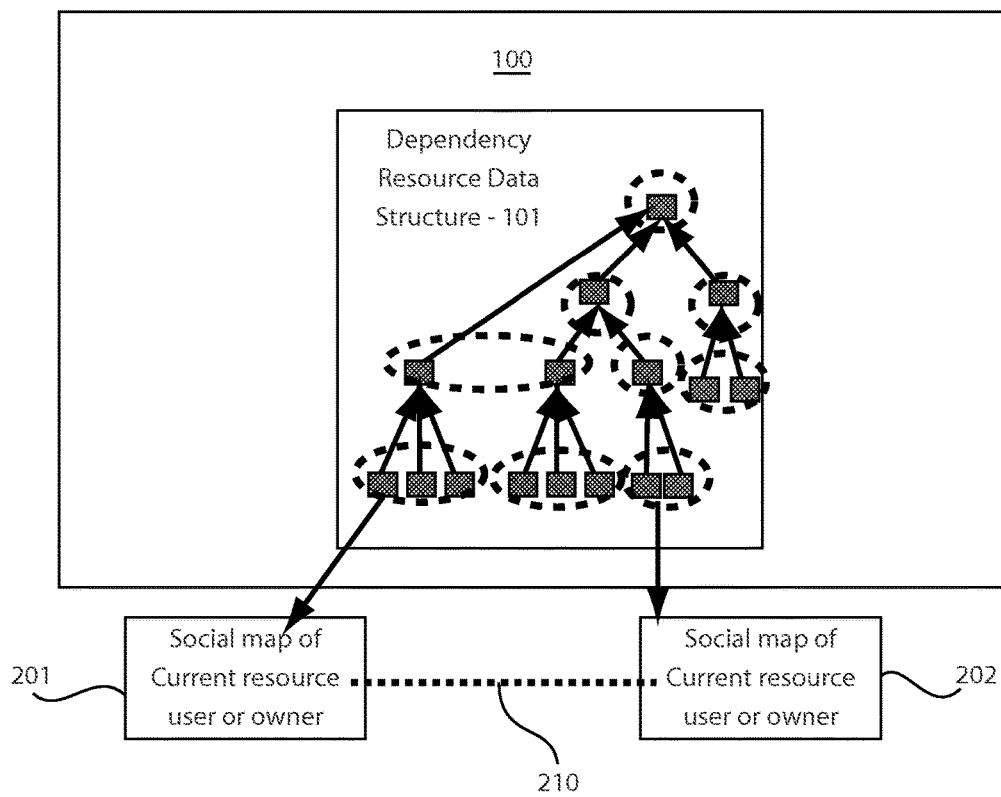 100
Dependency
Resource Data
Structure - 101
Social map of
Current resource
user or owner
Social map of
Current resource
user or owner
201
202
210